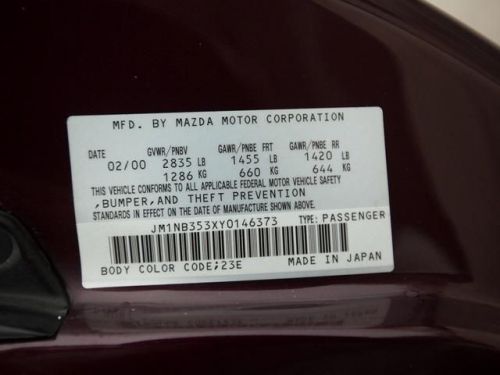 MFD. BY MAZDA MOTOR CORPORATION
DATE GVWR/PNBV GAWR/PNBE FRT GAWR/PNBE RR
02/00 2835 LB 1455 LB 1420 LB
1286 KG 660 KG 644 KG
THIS VEHICLE CONFORMS TO ALL APPLICABLE FEDERAL MOTOR VEHICLE SAFETY
,BUMPER,AND THEFT PREVENTION
STANDARDS IN EFFECT ON THE DATE OF MANUFACTURE SHOWN ABOVE.
JM1NB353XY0146373 TYPE: PASSENGER
BODY COLOR CODE;23E MADE IN JAPAN